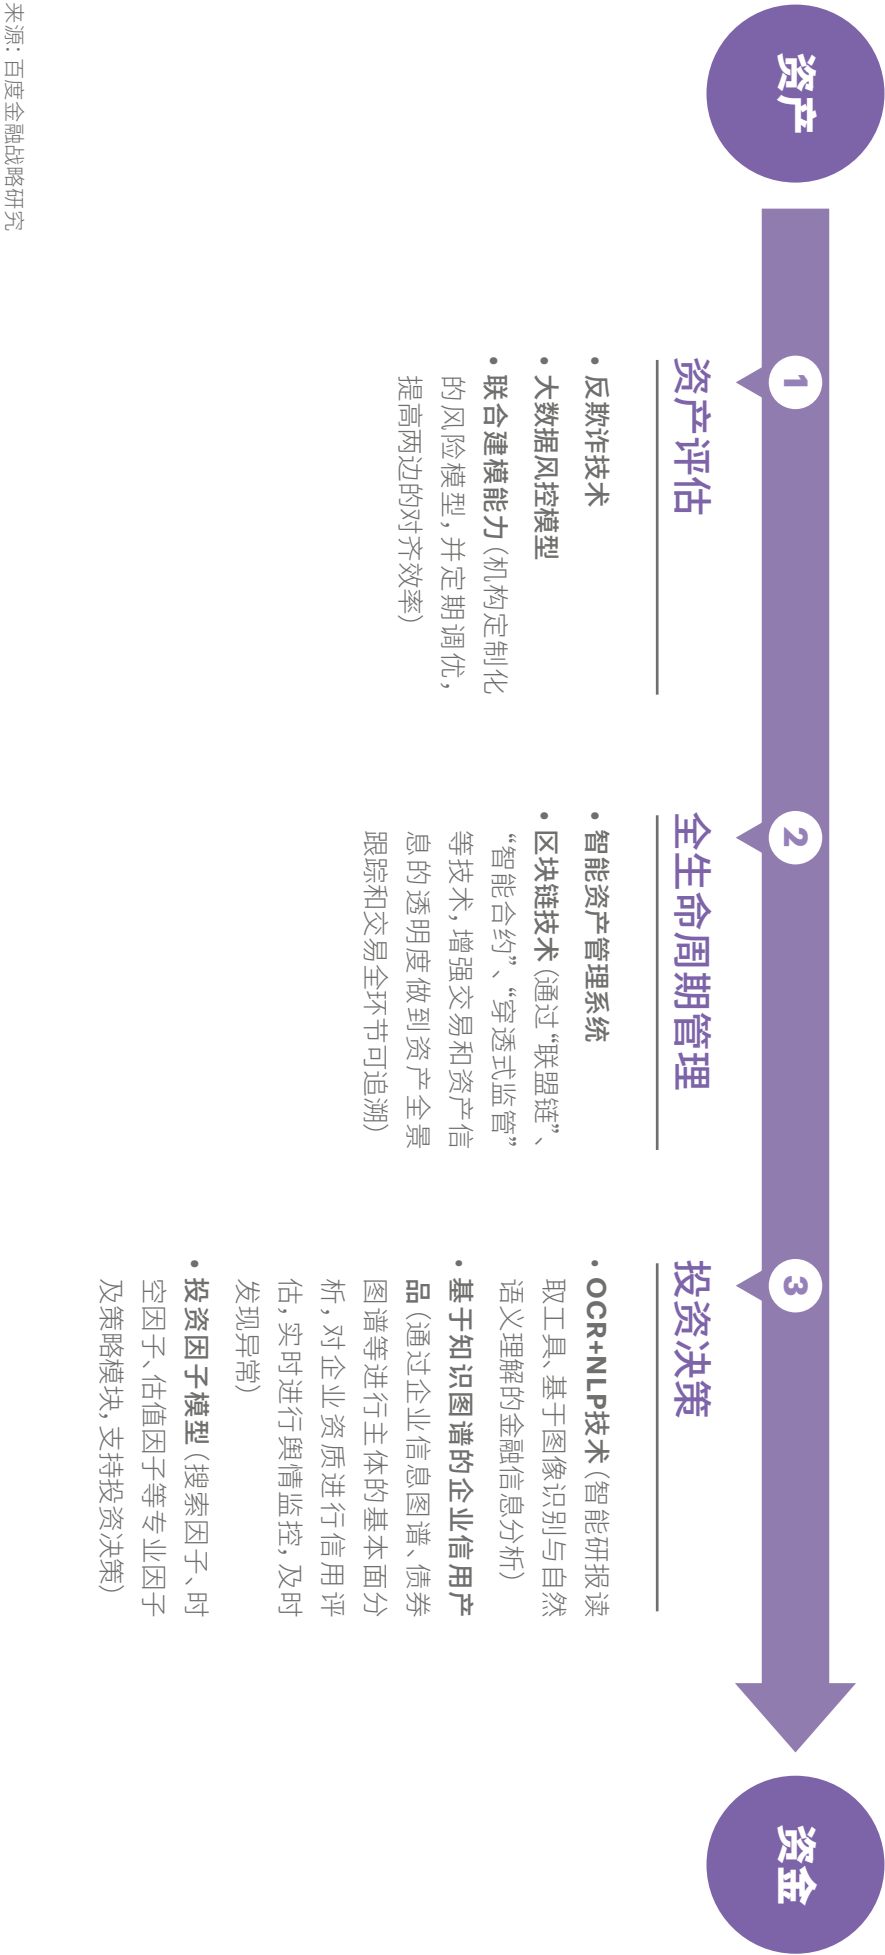 资产
1
资产评估
• 反欺诈技术
• 大数据风控模型
• 联合建模能力（机构定制化
的风险模型，并定期调优，
提高两边的对齐效率）
2
全生命周期管理
• 智能资产管理系统
• 区块链技术（通过“联盟链”、
“智能合约”、“穿透式监管”
等技术，增强交易和资产信
息的透明度做到资产全景
跟踪和交易全环节可追溯）
3
投资决策
• OCR+NLP技术（智能研报读
取工具、基于图像识别与自然
语义理解的金融信息分析）
• 基于知识图谱的企业信用产
品（通过企业信息图谱、债券
图谱等进行主体的基本面分
析，对企业资质进行信用评
估，实时进行舆情监控，及时
发现异常）
• 投资因子模型（搜索因子、时
空因子、估值因子等专业因子
及策略模块，支持投资决策）
资金
来源：百度金融战略研究